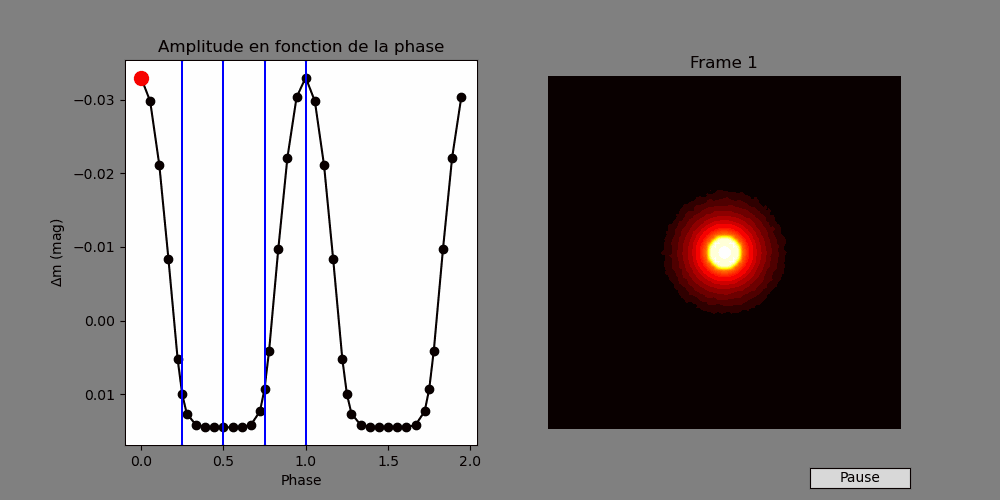 Amplitude en fonction de la phase
−0.03
−0.02
−0.01
0.00
0.01
Δm (mag)
0.0 0.5 1.0 1.5 2.0
Phase
Frame 1
Pause